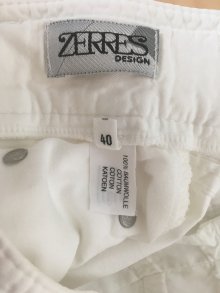 ZERRES
DESIGN
40
100% BAUMWOLLE
COTTON
COTON
KATOEN